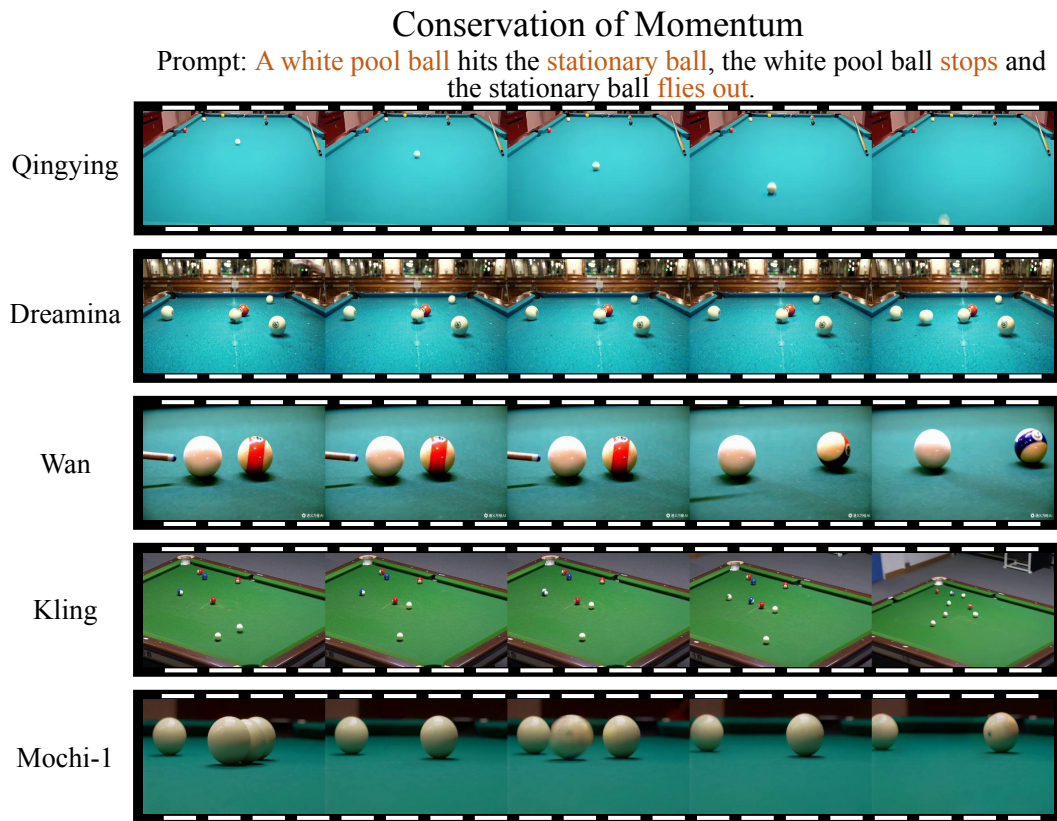 Conservation of Momentum
Prompt: A white pool ball hits the stationary ball, the white pool ball stops and
the stationary ball flies out.
Qingying
Dreamina
Wan
Kling
Mochi-1